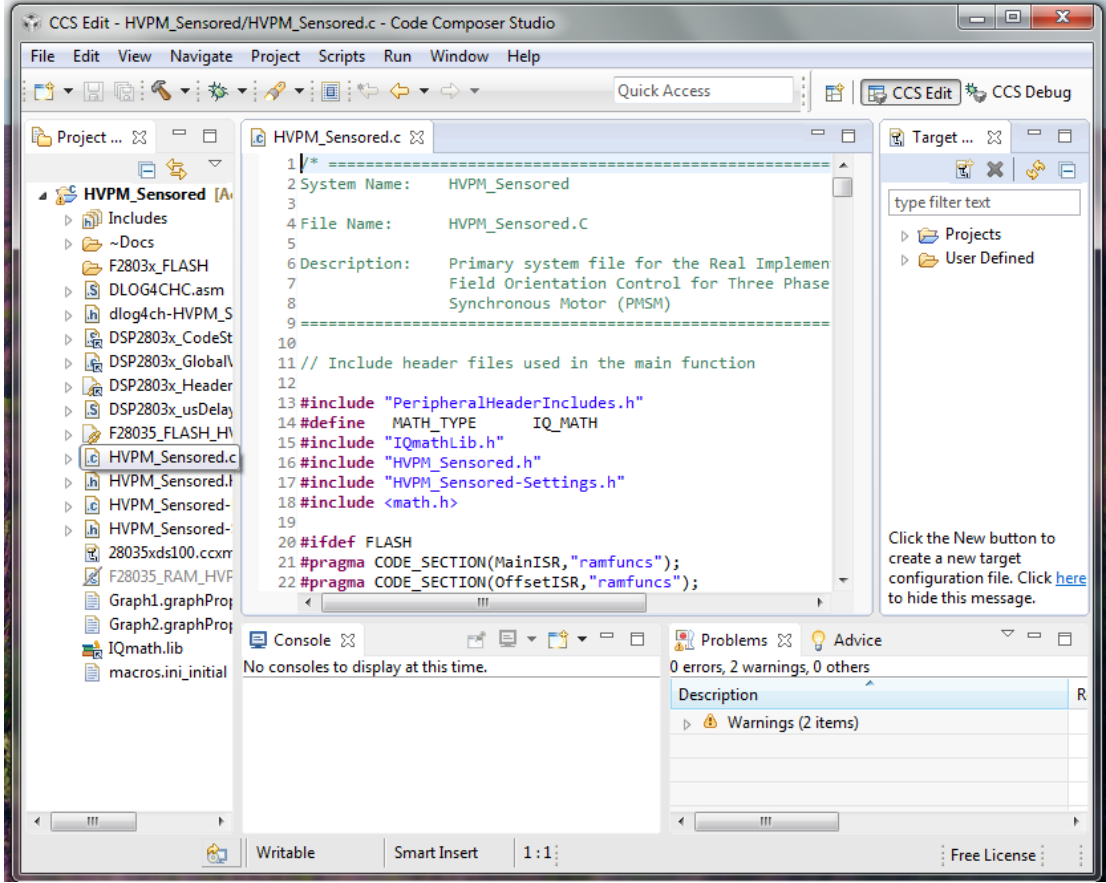 CCS Edit - HVPM_Sensored/HVPM_Sensored.c - Code Composer Studio
File Edit View Navigate Project Scripts Run Window Help
Quick Access
CCS Edit
CCS Debug
Project ...
HVPM_Sensored [A
Includes
~Docs
F2803x_FLASH
DLOG4CHC.asm
dlog4ch-HVPM_S
DSP2803x_CodeSt
DSP2803x_Global
DSP2803x_Header
DSP2803x_usDelay
F28035_FLASH_H
HVPM_Sensored.c
HVPM_Sensored.
HVPM_Sensored-
HVPM_Sensored-
28035xds100.ccxm
F28035_RAM_HVP
Graph1.graphProp
Graph2.graphProp
IQmath.lib
macros.ini_initial
HVPM_Sensored.c
1 /* =========================================================
2 System Name: HVPM_Sensored
3
4 File Name: HVPM_Sensored.C
5
6 Description: Primary system file for the Real Implemen
7 Field Orientation Control for Three Phase
8 Synchronous Motor (PMSM)
9 =========================================================
10
11 // Include header files used in the main function
12
13 #include "PeripheralHeaderIncludes.h"
14 #define MATH_TYPE IQ_MATH
15 #include "IQmathLib.h"
16 #include "HVPM_Sensored.h"
17 #include "HVPM_Sensored-Settings.h"
18 #include <math.h>
19
20 #ifdef FLASH
21 #pragma CODE_SECTION(MainISR,"ramfuncs");
22 #pragma CODE_SECTION(OffsetISR,"ramfuncs");
Target ...
type filter text
Projects
User Defined
Click the New button to
create a new target
configuration file. Click here
to hide this message.
Console
No consoles to display at this time.
Problems
Advice
0 errors, 2 warnings, 0 others
Description
R
Warnings (2 items)
Writable
Smart Insert
1 : 1
Free License